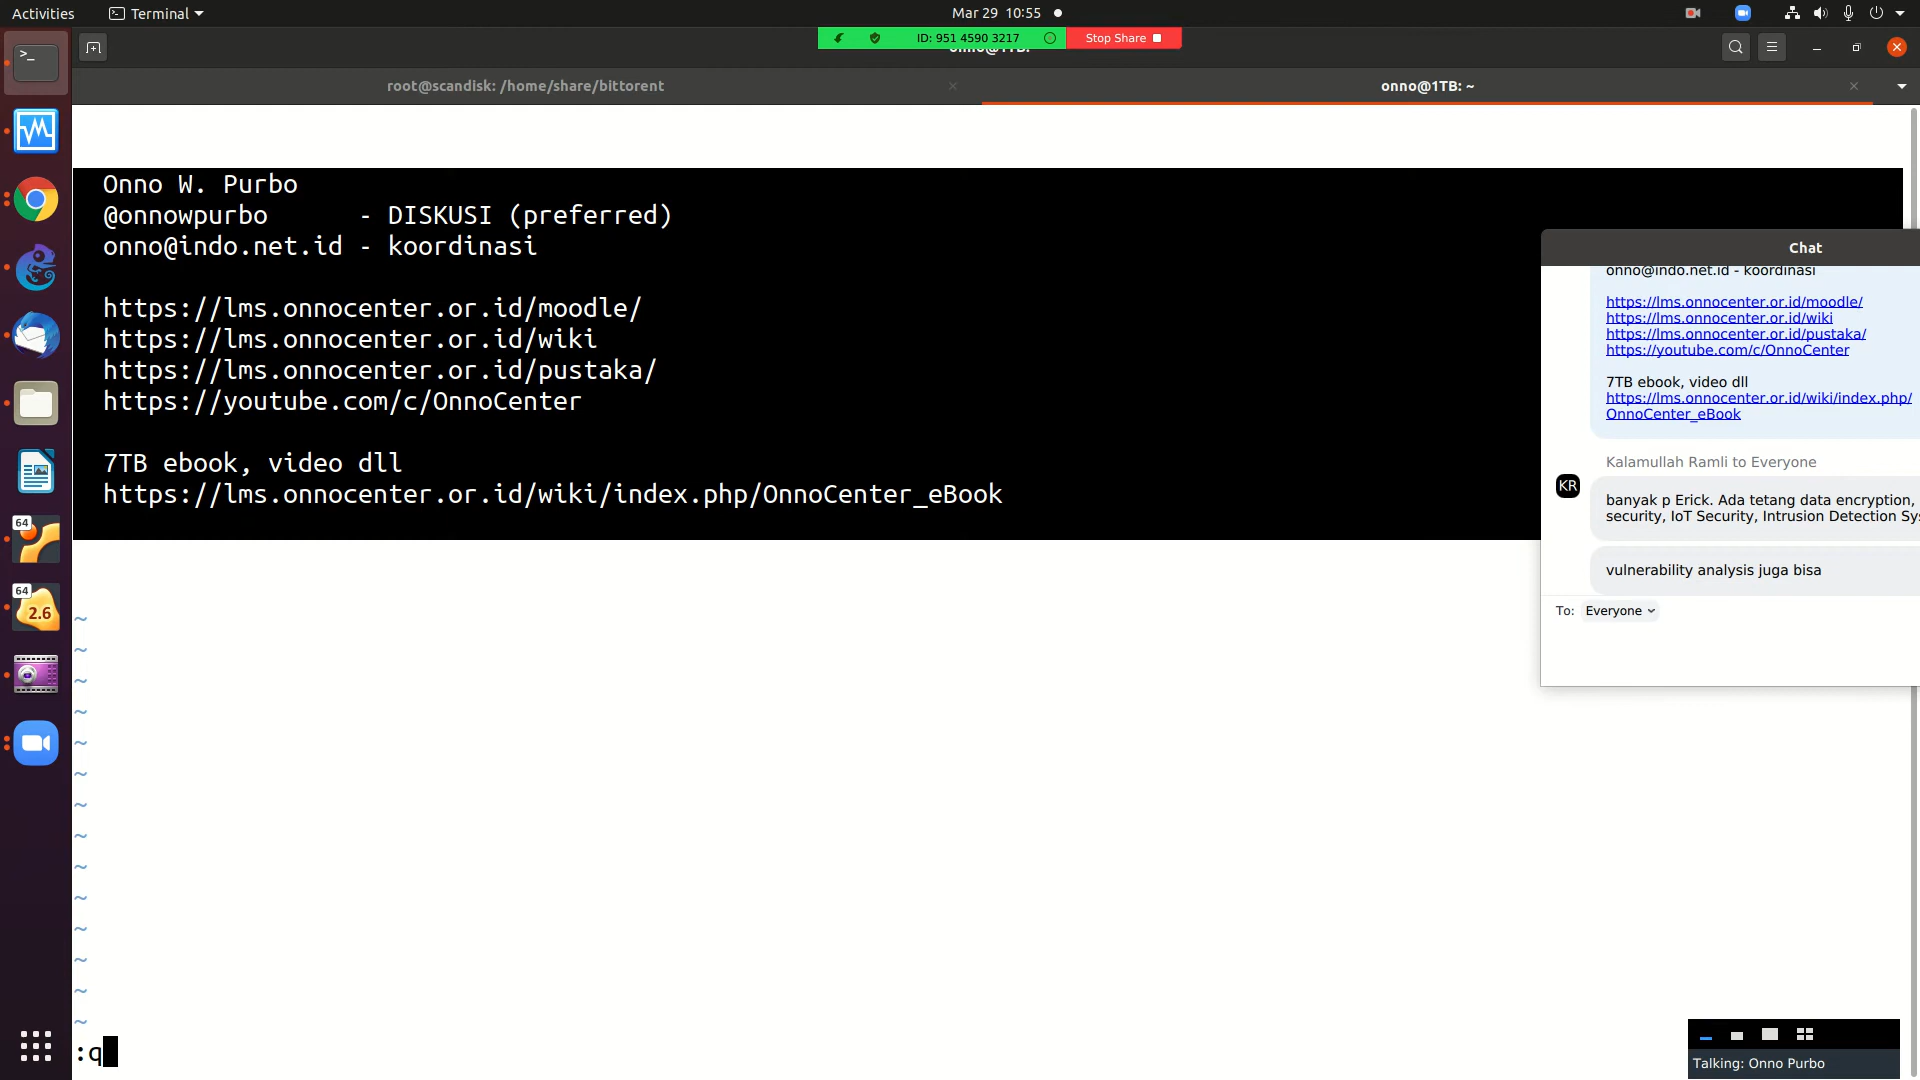 Activities
Terminal
Mar 29 10:55
ID: 951 4590 3217
Stop Share
onno@1TB: ~
root@scandisk: /home/share/bittorent
onno@1TB: ~
Onno W. Purbo
@onnowpurbo - DISKUSI (preferred)
onno@indo.net.id - koordinasi
https://lms.onnocenter.or.id/moodle/
https://lms.onnocenter.or.id/wiki
https://lms.onnocenter.or.id/pustaka/
https://youtube.com/c/OnnoCenter
7TB ebook, video dll
https://lms.onnocenter.or.id/wiki/index.php/OnnoCenter_eBook
~
~
~
~
~
~
~
~
~
~
~
~
~
~
:q
Chat
onno@indo.net.id - koordinasi
https://lms.onnocenter.or.id/moodle/
https://lms.onnocenter.or.id/wiki
https://lms.onnocenter.or.id/pustaka/
https://youtube.com/c/OnnoCenter
7TB ebook, video dll
https://lms.onnocenter.or.id/wiki/index.php/
OnnoCenter_eBook
Kalamullah Ramli to Everyone
KR
banyak p Erick. Ada tetang data encryption,
security, IoT Security, Intrusion Detection Sys
vulnerability analysis juga bisa
To: Everyone
64
64
2.6
Talking: Onno Purbo